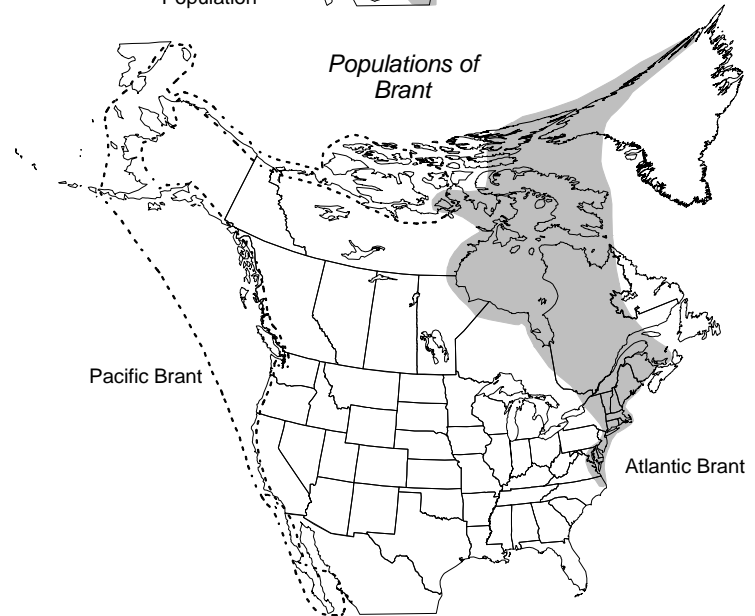 Population
Populations of
Brant
Pacific Brant
Atlantic Brant